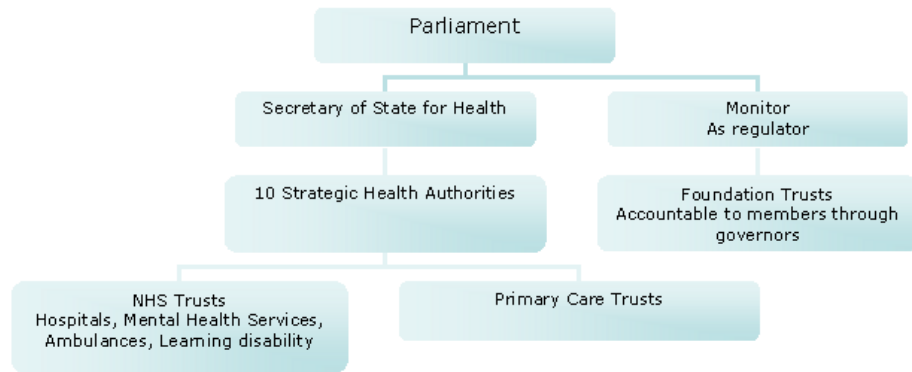 Parliament
Secretary of State for Health
Monitor
As regulator
10 Strategic Health Authorities
Foundation Trusts
Accountable to members through
governors
NHS Trusts
Hospitals, Mental Health Services,
Ambulances, Learning disability
Primary Care Trusts